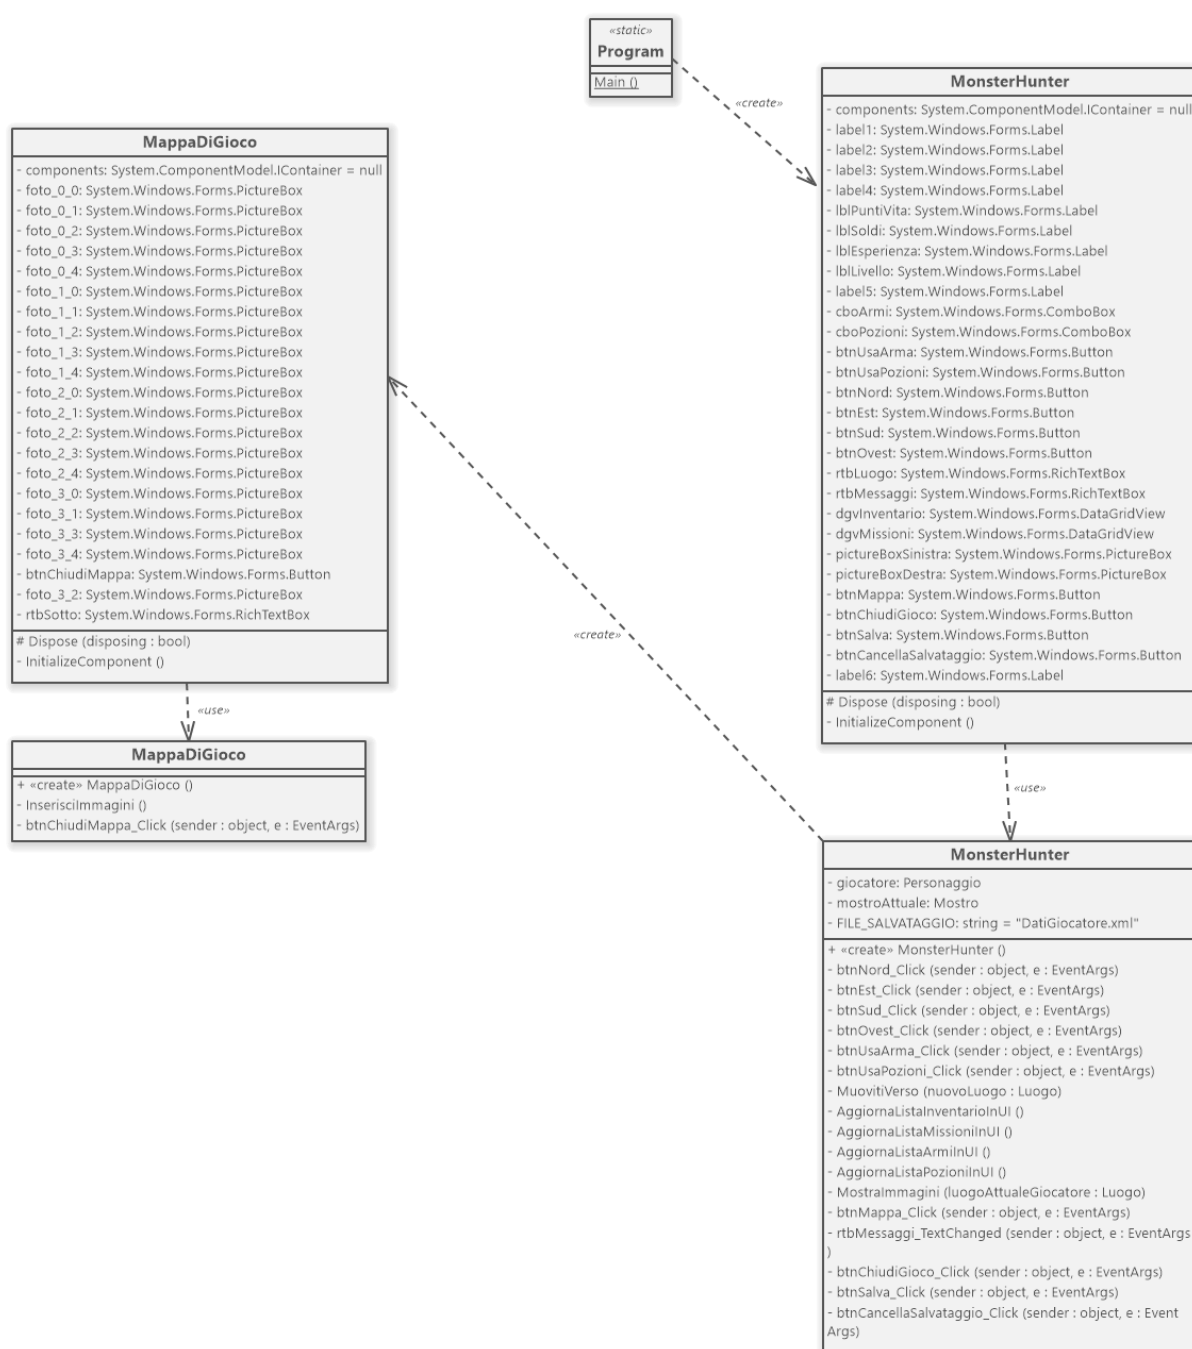 «static»
Program
Main ()
«create»
MappaDiGioco
- components: System.ComponentModel.IContainer = null
- foto_0_0: System.Windows.Forms.PictureBox
- foto_0_1: System.Windows.Forms.PictureBox
- foto_0_2: System.Windows.Forms.PictureBox
- foto_0_3: System.Windows.Forms.PictureBox
- foto_0_4: System.Windows.Forms.PictureBox
- foto_1_0: System.Windows.Forms.PictureBox
- foto_1_1: System.Windows.Forms.PictureBox
- foto_1_2: System.Windows.Forms.PictureBox
- foto_1_3: System.Windows.Forms.PictureBox
- foto_1_4: System.Windows.Forms.PictureBox
- foto_2_0: System.Windows.Forms.PictureBox
- foto_2_1: System.Windows.Forms.PictureBox
- foto_2_2: System.Windows.Forms.PictureBox
- foto_2_3: System.Windows.Forms.PictureBox
- foto_2_4: System.Windows.Forms.PictureBox
- foto_3_0: System.Windows.Forms.PictureBox
- foto_3_1: System.Windows.Forms.PictureBox
- foto_3_3: System.Windows.Forms.PictureBox
- foto_3_4: System.Windows.Forms.PictureBox
- btnChiudiMappa: System.Windows.Forms.Button
- foto_3_2: System.Windows.Forms.PictureBox
- rtbSotto: System.Windows.Forms.RichTextBox
# Dispose (disposing : bool)
- InitializeComponent ()
«use»
MappaDiGioco
+ «create» MappaDiGioco ()
- InserisciImmagini ()
- btnChiudiMappa_Click (sender : object, e : EventArgs)
«create»
MonsterHunter
- components: System.ComponentModel.IContainer = null
- label1: System.Windows.Forms.Label
- label2: System.Windows.Forms.Label
- label3: System.Windows.Forms.Label
- label4: System.Windows.Forms.Label
- lblPuntiVita: System.Windows.Forms.Label
- lblSoldi: System.Windows.Forms.Label
- lblEsperienza: System.Windows.Forms.Label
- lblLivello: System.Windows.Forms.Label
- label5: System.Windows.Forms.Label
- cboArmi: System.Windows.Forms.ComboBox
- cboPozioni: System.Windows.Forms.ComboBox
- btnUsaArma: System.Windows.Forms.Button
- btnUsaPozioni: System.Windows.Forms.Button
- btnNord: System.Windows.Forms.Button
- btnEst: System.Windows.Forms.Button
- btnSud: System.Windows.Forms.Button
- btnOvest: System.Windows.Forms.Button
- rtbLuogo: System.Windows.Forms.RichTextBox
- rtbMessaggi: System.Windows.Forms.RichTextBox
- dgvInventario: System.Windows.Forms.DataGridView
- dgvMissioni: System.Windows.Forms.DataGridView
- pictureBoxSinistra: System.Windows.Forms.PictureBox
- pictureBoxDestra: System.Windows.Forms.PictureBox
- btnMappa: System.Windows.Forms.Button
- btnChiudiGioco: System.Windows.Forms.Button
- btnSalva: System.Windows.Forms.Button
- btnCancellaSalvataggio: System.Windows.Forms.Button
- label6: System.Windows.Forms.Label
# Dispose (disposing : bool)
- InitializeComponent ()
«use»
MonsterHunter
- giocatore: Personaggio
- mostroAttuale: Mostro
- FILE_SALVATAGGIO: string = "DatiGiocatore.xml"
+ «create» MonsterHunter ()
- btnNord_Click (sender : object, e : EventArgs)
- btnEst_Click (sender : object, e : EventArgs)
- btnSud_Click (sender : object, e : EventArgs)
- btnOvest_Click (sender : object, e : EventArgs)
- btnUsaArma_Click (sender : object, e : EventArgs)
- btnUsaPozioni_Click (sender : object, e : EventArgs)
- MuovitiVerso (nuovoLuogo : Luogo)
- AggiornaListaInventarioInUI ()
- AggiornaListaMissioniInUI ()
- AggiornaListaArmiInUI ()
- AggiornaListaPozioniInUI ()
- MostraImmagini (luogoAttualeGiocatore : Luogo)
- btnMappa_Click (sender : object, e : EventArgs)
- rtbMessaggi_TextChanged (sender : object, e : EventArgs
)
- btnChiudiGioco_Click (sender : object, e : EventArgs)
- btnSalva_Click (sender : object, e : EventArgs)
- btnCancellaSalvataggio_Click (sender : object, e : Event
Args)